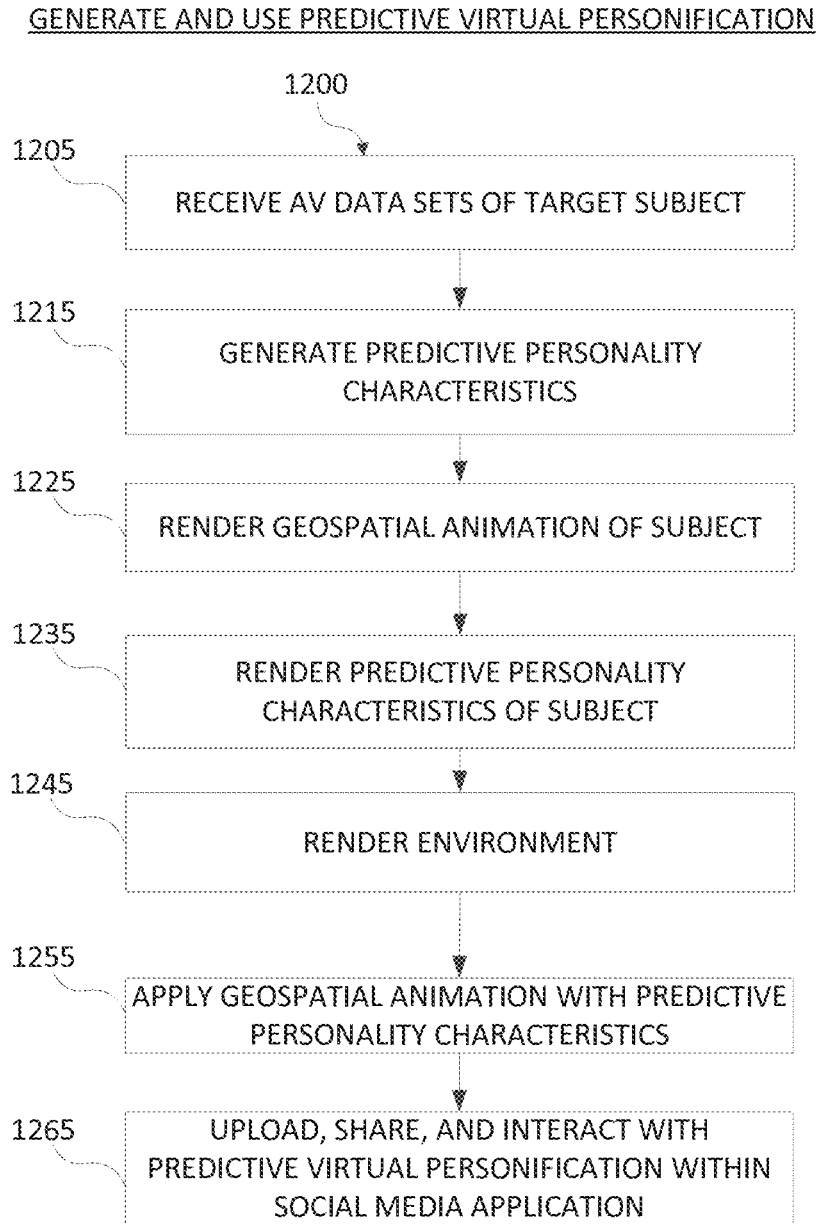 GENERATE AND USE PREDICTIVE VIRTUAL PERSONIFICATION
1200
1205
RECEIVE AV DATA SETS OF TARGET SUBJECT
1215
GENERATE PREDICTIVE PERSONALITY
CHARACTERISTICS
1225
RENDER GEOSPATIAL ANIMATION OF SUBJECT
1235
RENDER PREDICTIVE PERSONALITY
CHARACTERISTICS OF SUBJECT
1245
RENDER ENVIRONMENT
1255
APPLY GEOSPATIAL ANIMATION WITH PREDICTIVE
PERSONALITY CHARACTERISTICS
1265
UPLOAD, SHARE, AND INTERACT WITH
PREDICTIVE VIRTUAL PERSONIFICATION WITHIN
SOCIAL MEDIA APPLICATION